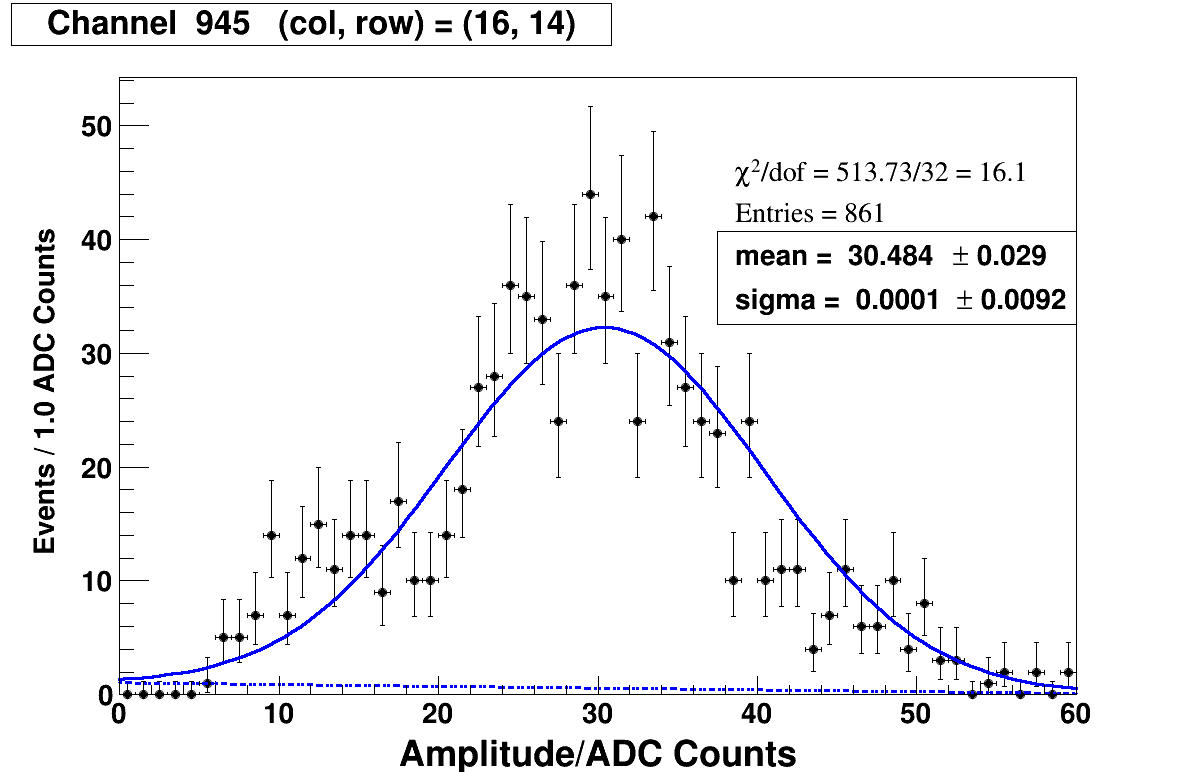 Channel 945 (col, row) = (16, 14)
χ²/dof = 513.73/32 = 16.1
Entries = 861
mean = 30.484 ± 0.029
sigma = 0.0001 ± 0.0092
Events / 1.0 ADC Counts
50
40
30
20
10
0
0 10 20 30 40 50 60
Amplitude/ADC Counts